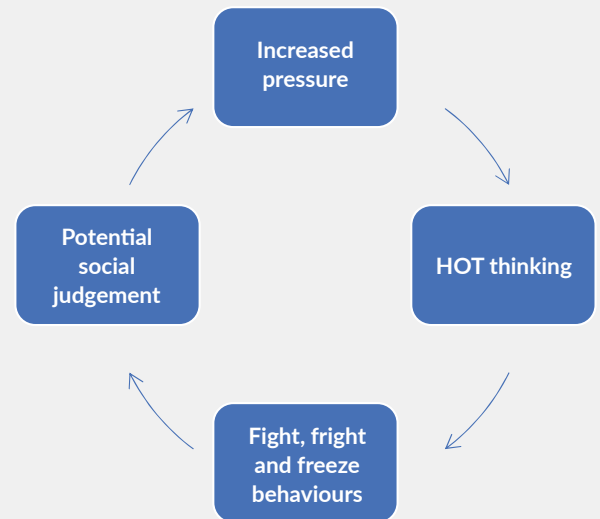 Increased
pressure
HOT thinking
Fight, fright
and freeze
behaviours
Potential
social
judgement